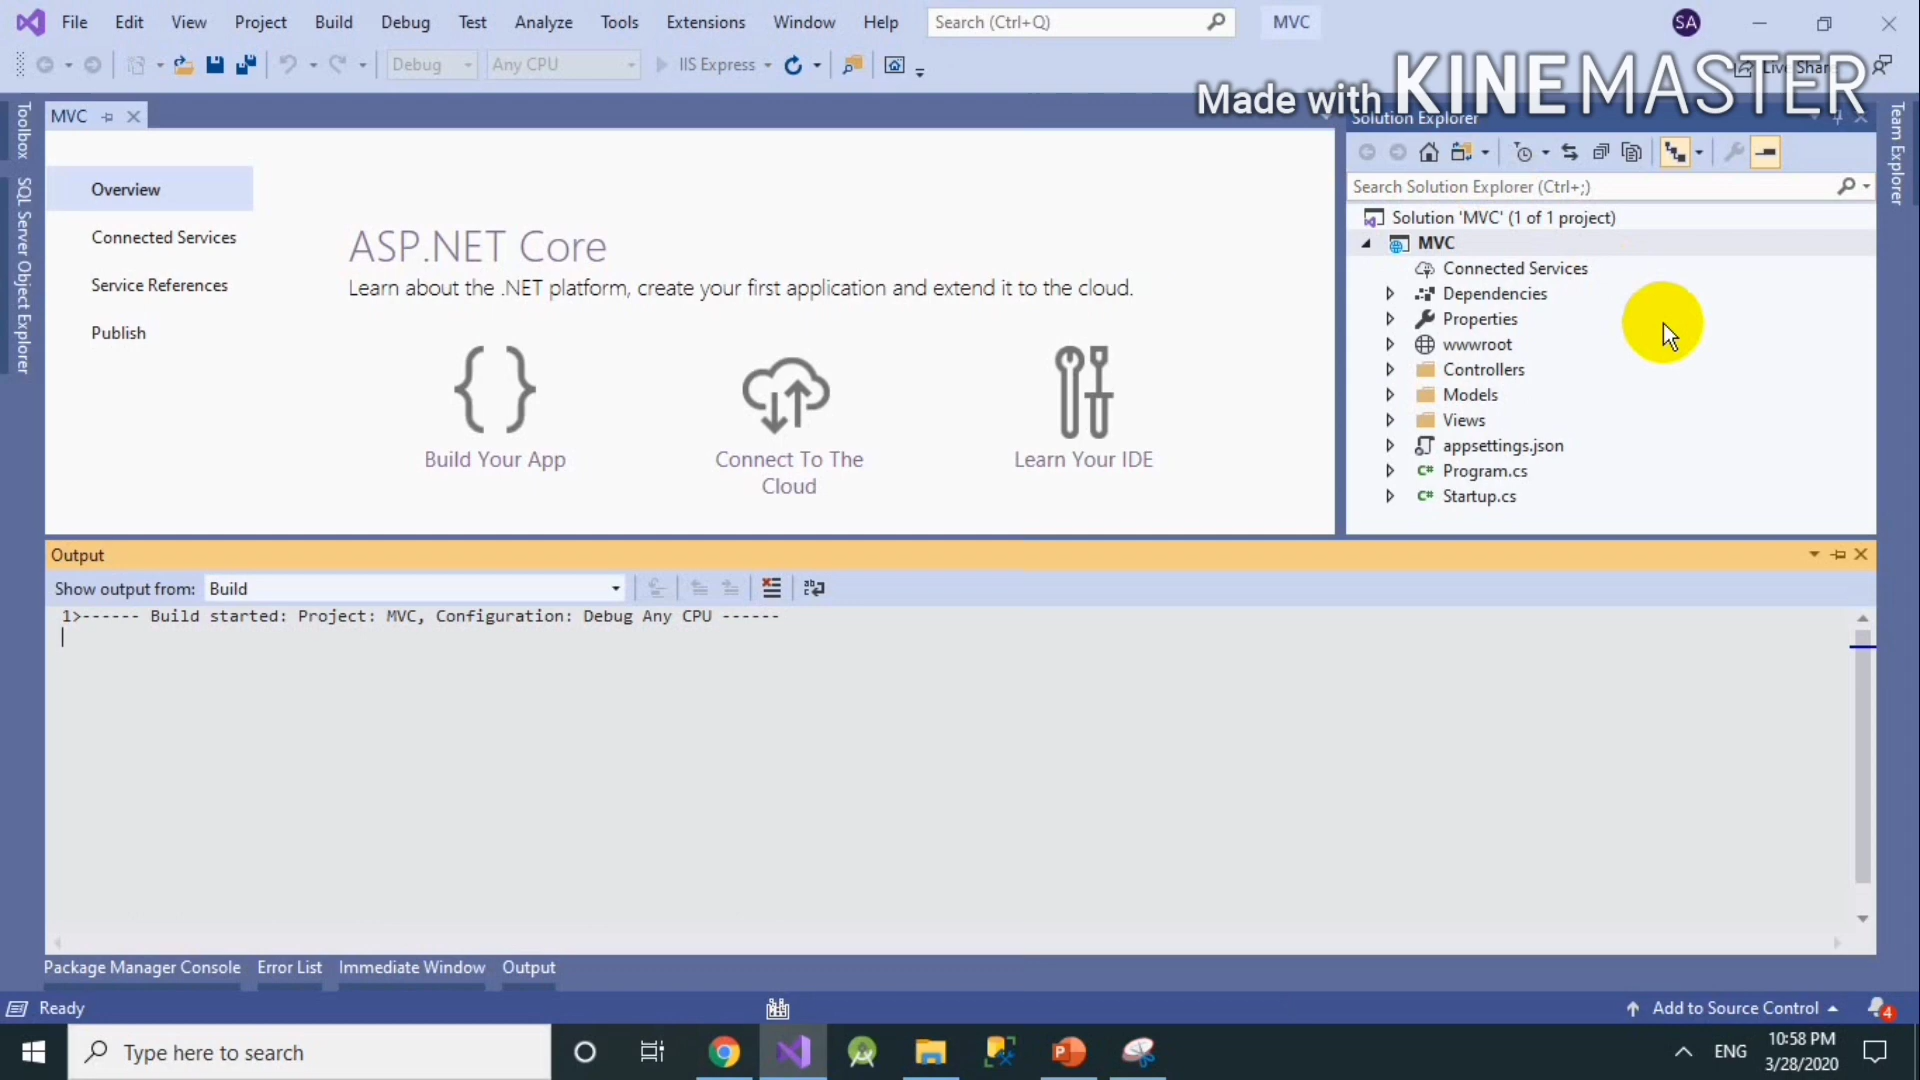 File Edit View Project Build Debug Test Analyze Tools Extensions Window Help Search (Ctrl+Q) MVC SA
Debug Any CPU IIS Express Live Share
Made with KINEMASTER
Toolbox
SQL Server Object Explorer
MVC
Overview
Connected Services
Service References
Publish
ASP.NET Core
Learn about the .NET platform, create your first application and extend it to the cloud.
Build Your App
Connect To The
Cloud
Learn Your IDE
Solution Explorer
Search Solution Explorer (Ctrl+;)
Solution 'MVC' (1 of 1 project)
MVC
Connected Services
Dependencies
Properties
wwwroot
Controllers
Models
Views
appsettings.json
C# Program.cs
C# Startup.cs
Team Explorer
Output
Show output from: Build
1>------ Build started: Project: MVC, Configuration: Debug Any CPU ------
Package Manager Console Error List Immediate Window Output
Ready
Add to Source Control 4
Type here to search
ENG
10:58 PM
3/28/2020